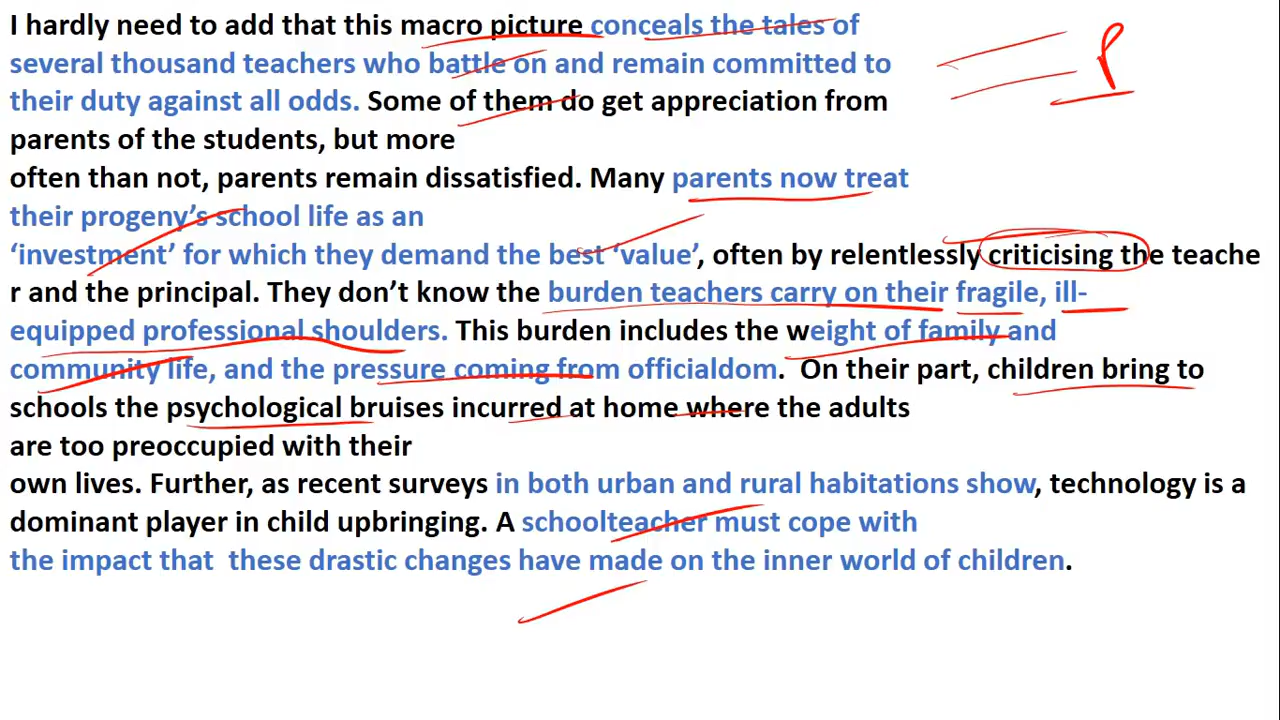 I hardly need to add that this macro picture conceals the tales of
several thousand teachers who battle on and remain committed to
their duty against all odds. Some of them do get appreciation from
parents of the students, but more
often than not, parents remain dissatisfied. Many parents now treat
their progeny’s school life as an
‘investment’ for which they demand the best ‘value’, often by relentlessly criticising the teache
r and the principal. They don’t know the burden teachers carry on their fragile, ill-
equipped professional shoulders. This burden includes the weight of family and
community life, and the pressure coming from officialdom.  On their part, children bring to
schools the psychological bruises incurred at home where the adults
are too preoccupied with their
own lives. Further, as recent surveys in both urban and rural habitations show, technology is a
dominant player in child upbringing. A schoolteacher must cope with
the impact that  these drastic changes have made on the inner world of children.